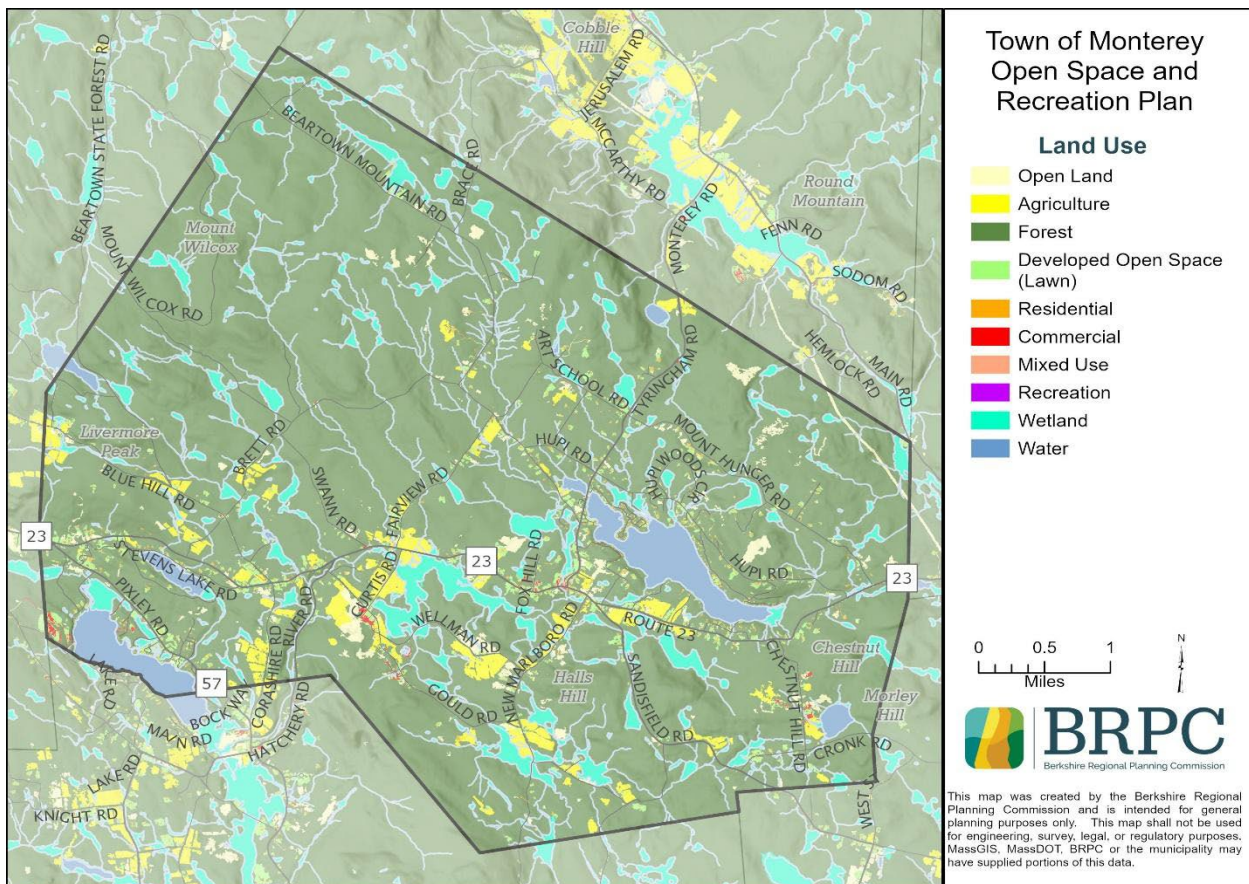 Cobble
Hill
JERUSALEM RD
MCCARTHY RD
BEARTOWN STATE FOREST RD
BEARTOWN MOUNTAIN RD
BRACE RD
Round
Mountain
MONTEREY RD
FENN RD
SODOM RD
Mount
Wilcox
MOUNT WILCOX RD
HEMLOCK RD
MAIN RD
ART SCHOOL RD
TYRINGHAM RD
Livermore
Peak
BRETT RD
BLUE HILL RD
SWANN RD
FAIRVIEW RD
HUPI RD
HUPI WOODS CIR
MOUNT HUNGER RD
23
STEVENS LAKE RD
PIXLEY RD
CURTIS RD
23
FOX HILL RD
HUPI RD
23
RIVER RD
CORASHIRE RD
WELLMAN RD
NEW MARLBORO RD
ROUTE 23
SANDISFIELD RD
CHESTNUT HILL RD
Chestnut
Hill
57
BOCK WA
HATCHERY RD
GOULD RD
Halls
Hill
Morley
Hill
CRONK RD
MAIN RD
LAKE RD
KNIGHT RD
WEST
Town of Monterey
Open Space and
Recreation Plan
Land Use
Open Land
Agriculture
Forest
Developed Open Space
(Lawn)
Residential
Commercial
Mixed Use
Recreation
Wetland
Water
0 0.5 1
Miles
N
BRPC
Berkshire Regional Planning Commission
This map was created by the Berkshire Regional
Planning Commission and is intended for general
planning purposes only. This map shall not be used
for engineering, survey, legal, or regulatory purposes.
MassGIS, MassDOT, BRPC or the municipality may
have supplied portions of this data.